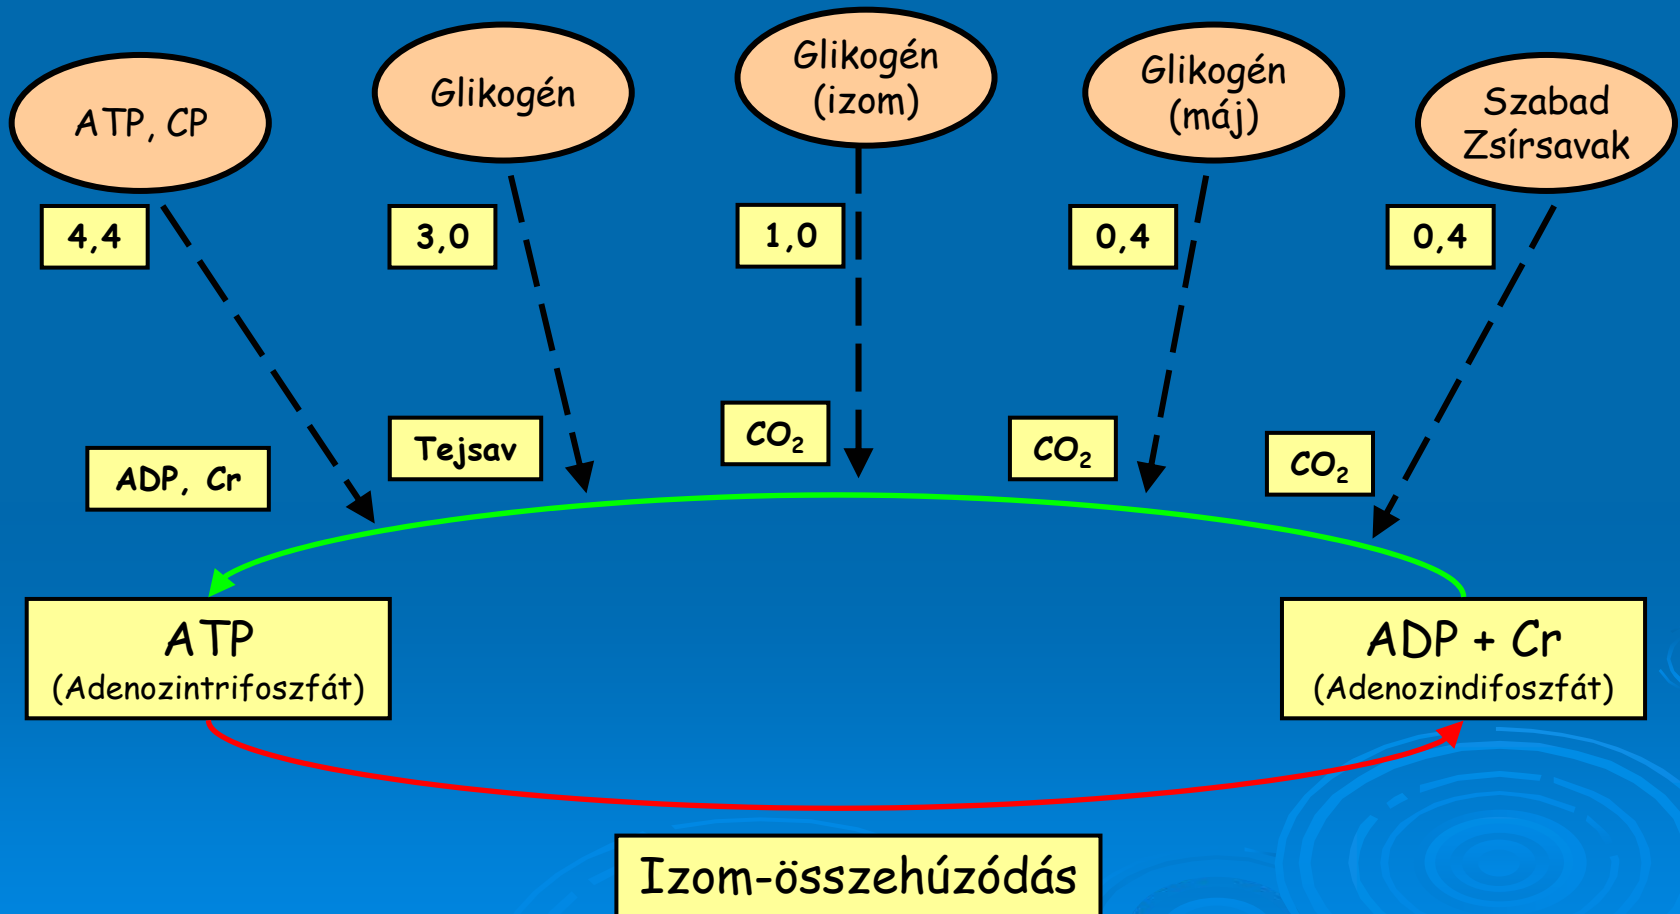 ATP, CP
Glikogén
Glikogén
(izom)
Glikogén
(máj)
Szabad
Zsírsavak
4,4
3,0
1,0
0,4
0,4
ADP, Cr
Tejsav
CO₂
CO₂
CO₂
ATP
(Adenozintrifoszfát)
ADP + Cr
(Adenozindifoszfát)
Izom-összehúzódás